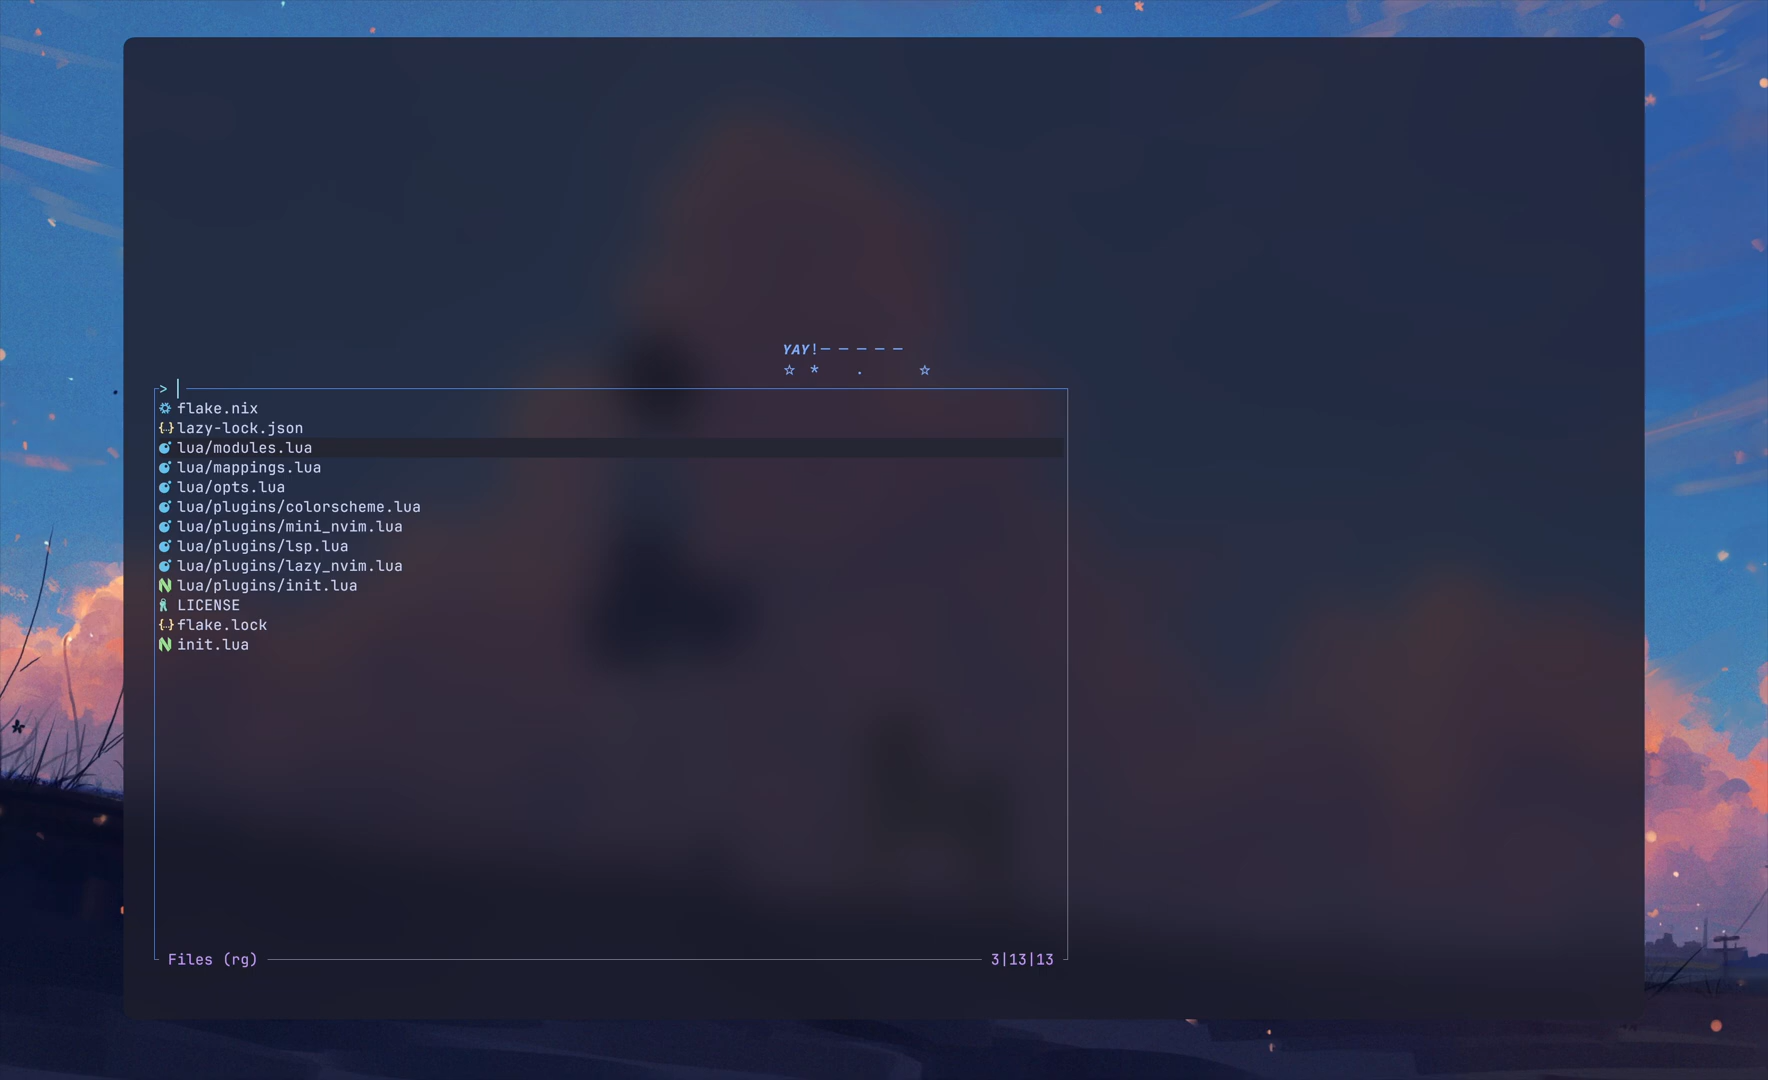 YAY!─ ─ ─ ─ ─
☆ * . ☆
>
flake.nix
{..} lazy-lock.json
lua/modules.lua
lua/mappings.lua
lua/opts.lua
lua/plugins/colorscheme.lua
lua/plugins/mini_nvim.lua
lua/plugins/lsp.lua
lua/plugins/lazy_nvim.lua
lua/plugins/init.lua
LICENSE
{..} flake.lock
init.lua
Files (rg) 3|13|13